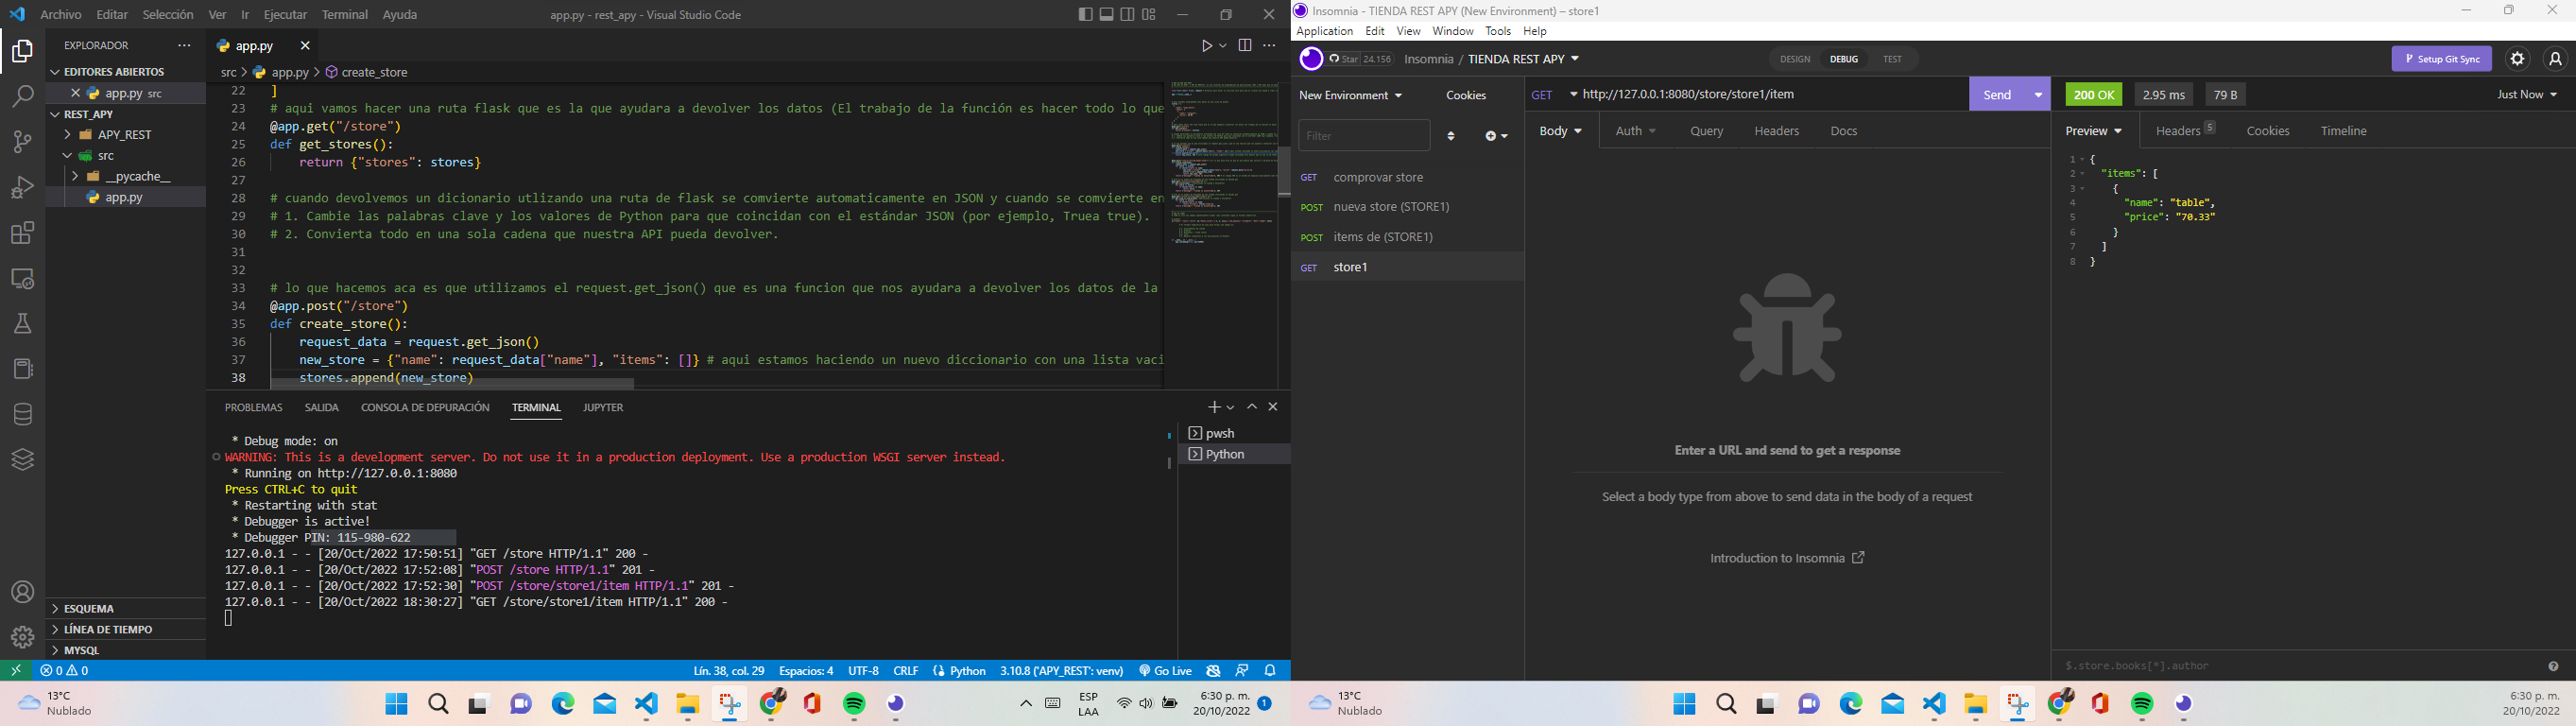 Archivo Editar Selección Ver Ir Ejecutar Terminal Ayuda
app.py - rest_apy - Visual Studio Code
EXPLORADOR
EDITORES ABIERTOS
app.py src
REST_APY
APY_REST
src
__pycache__
app.py
ESQUEMA
LÍNEA DE TIEMPO
MYSQL
app.py
src > app.py > create_store
22 ]
23 # aqui vamos hacer una ruta flask que es la que ayudara a devolver los datos (El trabajo de la función es hacer todo lo que
24 @app.get("/store")
25 def get_stores():
26 return {"stores": stores}
27
28 # cuando devolvemos un dicionario utlizando una ruta de flask se comvierte automaticamente en JSON y cuando se comvierte en
29 # 1. Cambie las palabras clave y los valores de Python para que coincidan con el estándar JSON (por ejemplo, Truea true).
30 # 2. Convierta todo en una sola cadena que nuestra API pueda devolver.
31
32
33 # lo que hacemos aca es que utilizamos el request.get_json() que es una funcion que nos ayudara a devolver los datos de la
34 @app.post("/store")
35 def create_store():
36 request_data = request.get_json()
37 new_store = {"name": request_data["name"], "items": []} # aqui estamos haciendo un nuevo diccionario con una lista vaci
38 stores.append(new_store)
PROBLEMAS SALIDA CONSOLA DE DEPURACIÓN TERMINAL JUPYTER
* Debug mode: on
WARNING: This is a development server. Do not use it in a production deployment. Use a production WSGI server instead.
* Running on http://127.0.0.1:8080
Press CTRL+C to quit
* Restarting with stat
* Debugger is active!
* Debugger PIN: 115-980-622
127.0.0.1 - - [20/Oct/2022 17:50:51] "GET /store HTTP/1.1" 200 -
127.0.0.1 - - [20/Oct/2022 17:52:08] "POST /store HTTP/1.1" 201 -
127.0.0.1 - - [20/Oct/2022 17:52:30] "POST /store/store1/item HTTP/1.1" 201 -
127.0.0.1 - - [20/Oct/2022 18:30:27] "GET /store/store1/item HTTP/1.1" 200 -
pwsh
Python
0 0
Lín. 38, col. 29 Espacios: 4 UTF-8 CRLF Python 3.10.8 ('APY_REST': venv) Go Live
13°C
Nublado
ESP
LAA
6:30 p. m.
20/10/2022
1
Insomnia - TIENDA REST APY (New Environment) – store1
Application Edit View Window Tools Help
Star 24.156
Insomnia / TIENDA REST APY
DESIGN DEBUG TEST
Setup Git Sync
New Environment Cookies
Filter
GET comprovar store
POST nueva store (STORE1)
POST items de (STORE1)
GET store1
GET http://127.0.0.1:8080/store/store1/item
Send
Body Auth Query Headers Docs
Enter a URL and send to get a response
Select a body type from above to send data in the body of a request
Introduction to Insomnia
200 OK 2.95 ms 79 B
Just Now
Preview Headers 5 Cookies Timeline
1 {
2 "items": [
3 {
4 "name": "table",
5 "price": "70.33"
6 }
7 ]
8 }
$.store.books[*].author
13°C
Nublado
6:30 p. m.
20/10/2022